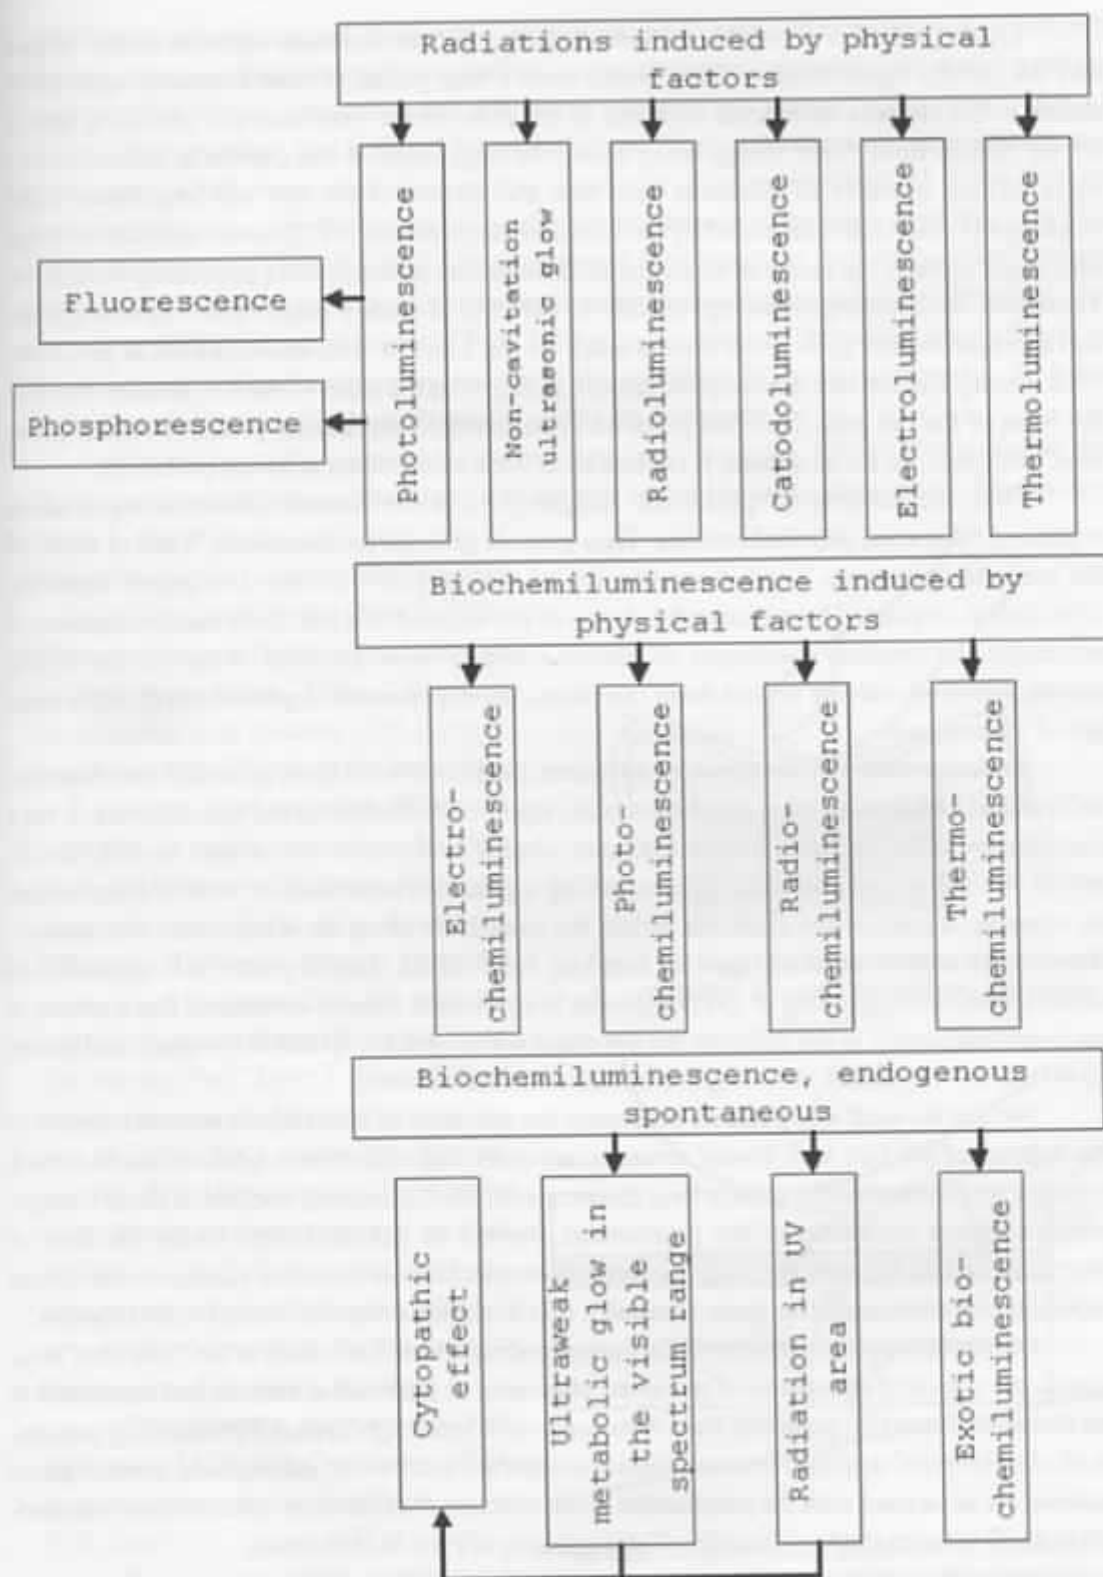 Radiations induced by physical
factors
Fluorescence
Phosphorescence
Photoluminescence
Non-cavitation
ultrasonic glow
Radioluminescence
Catodoluminescence
Electroluminescence
Thermoluminescence
Biochemiluminescence induced by
physical factors
Electro-
chemiluminescence
Photo-
chemiluminescence
Radio-
chemiluminescence
Thermo-
chemiluminescence
Biochemiluminescence, endogenous
spontaneous
Cytopathic
effect
Ultraweak
metabolic glow in
the visible
spectrum range
Radiation in UV
area
Exotic bio-
chemiluminescence